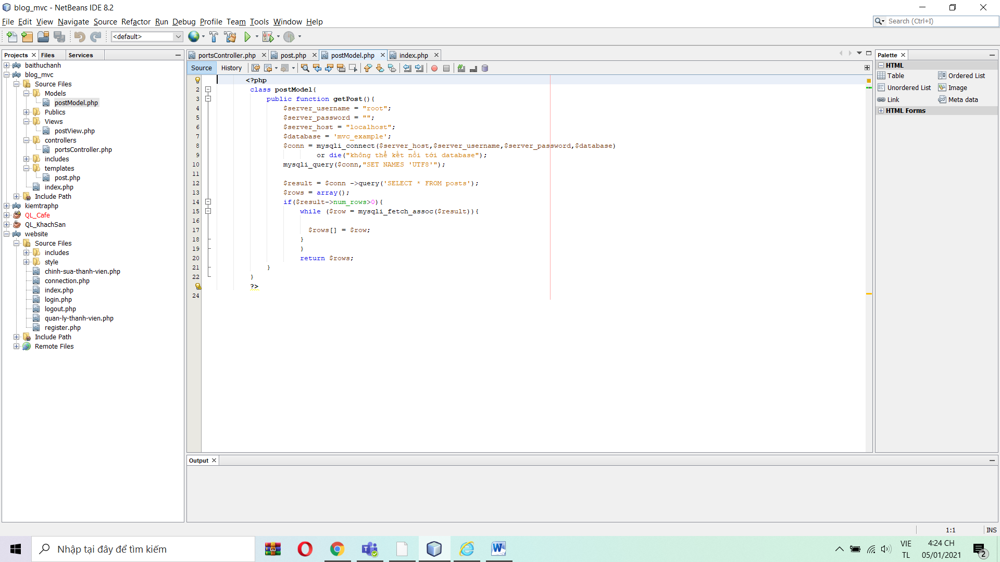 blog_mvc - NetBeans IDE 8.2
File Edit View Navigate Source Refactor Run Debug Profile Team Tools Window Help
Search (Ctrl+I)
<default>
Projects Files Services
baithuchanh
blog_mvc
Source Files
Models
postModel.php
Publics
Views
postView.php
controllers
portsController.php
includes
templates
post.php
index.php
Include Path
kiemtraphp
QL_Cafe
QL_KhachSan
website
Source Files
includes
style
chinh-sua-thanh-vien.php
connection.php
index.php
login.php
logout.php
quan-ly-thanh-vien.php
register.php
Include Path
Remote Files
portsController.php post.php postModel.php index.php
Source History
<?php
2 class postModel{
3 public function getPost(){
4 $server_username = "root";
5 $server_password = "";
6 $server_host = "localhost";
7 $database = 'mvc_example';
8 $conn = mysqli_connect($server_host,$server_username,$server_password,$database)
9 or die("không thể kết nối tới database");
10 mysqli_query($conn,"SET NAMES 'UTF8'");
11
12 $result = $conn ->query('SELECT * FROM posts');
13 $rows = array();
14 if($result->num_rows>0){
15 while ($row = mysqli_fetch_assoc($result)){
16
17 $rows[] = $row;
18 }
19 }
20 return $rows;
21 }
22 }
?>
24
Palette
HTML
Table Ordered List
Unordered List Image
Link Meta data
HTML Forms
Output
1:1 INS
Nhập tại đây để tìm kiếm
VIE
TL
4:24 CH
05/01/2021
2